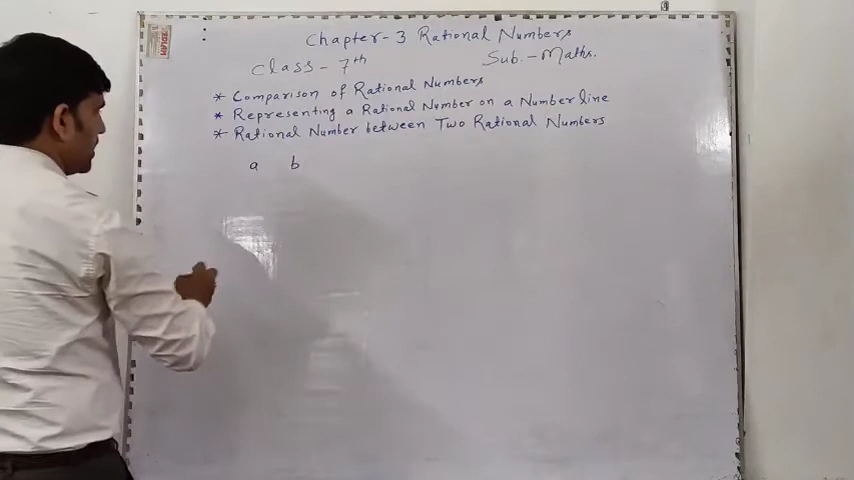 Chapter-3 Rational Numbers
Class-7th Sub.-Maths.
* Comparison of Rational Numbers
* Representing a Rational Number on a Number line
* Rational Number between Two Rational Numbers
a b